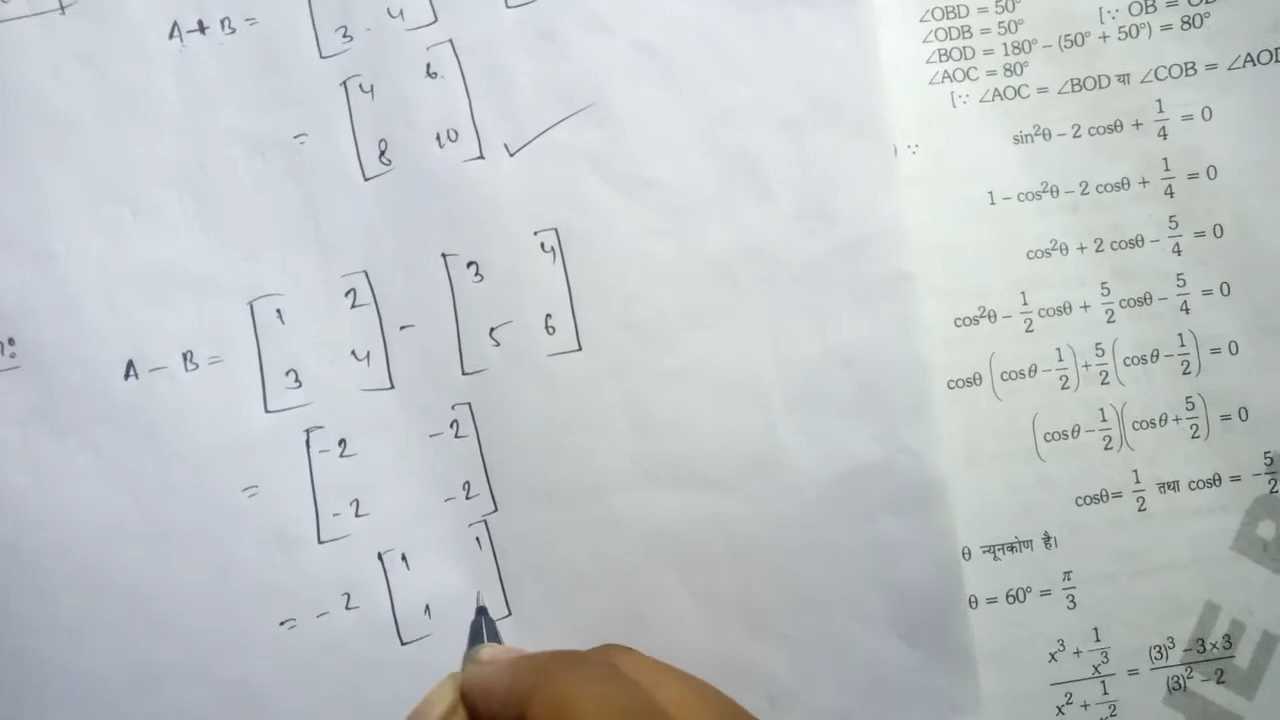 A + B =
3 4
4 6
= 8 10
A - B = [1 2
3 4] - [3 4
5 6]
= [-2 -2
-2 -2]
= -2 [1 1
1
∠OBD = 50°
∠ODB = 50° [∵ OB =
∠BOD = 180° - (50° + 50°) = 80°
∠AOC = 80°
[∵ ∠AOC = ∠BOD या ∠COB = ∠AOD
∵ sin²θ - 2 cosθ + 1/4 = 0
1 - cos²θ - 2 cosθ + 1/4 = 0
cos²θ + 2 cosθ - 5/4 = 0
cos²θ - 1/2 cosθ + 5/2 cosθ - 5/4 = 0
cosθ (cosθ - 1/2) + 5/2 (cosθ - 1/2) = 0
(cosθ - 1/2)(cosθ + 5/2) = 0
cosθ = 1/2 तथा cosθ = -5/2
θ न्यूनकोण है।
θ = 60° = π/3
x³ + 1/x³ / x² + 1/x² = (3)³ - 3×3 / (3)² - 2